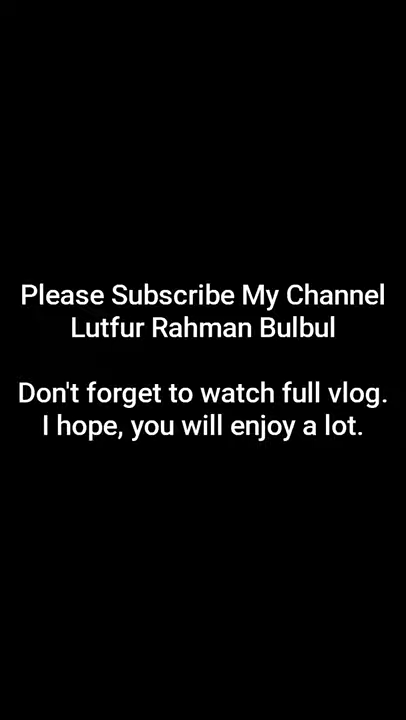 Please Subscribe My Channel
Lutfur Rahman Bulbul
Don't forget to watch full vlog.
I hope, you will enjoy a lot.